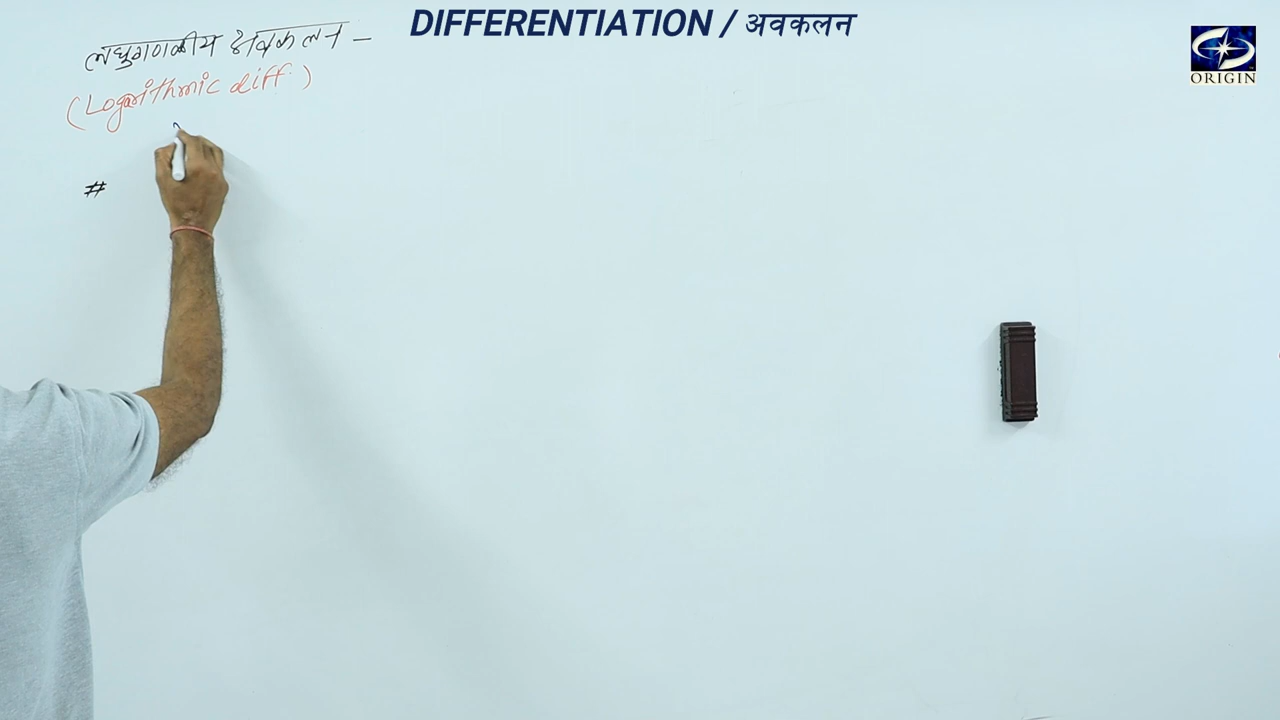 DIFFERENTIATION / अवकलन
ORIGIN
लघुगणकीय अवकलन –
(Logarithmic diff.)
#